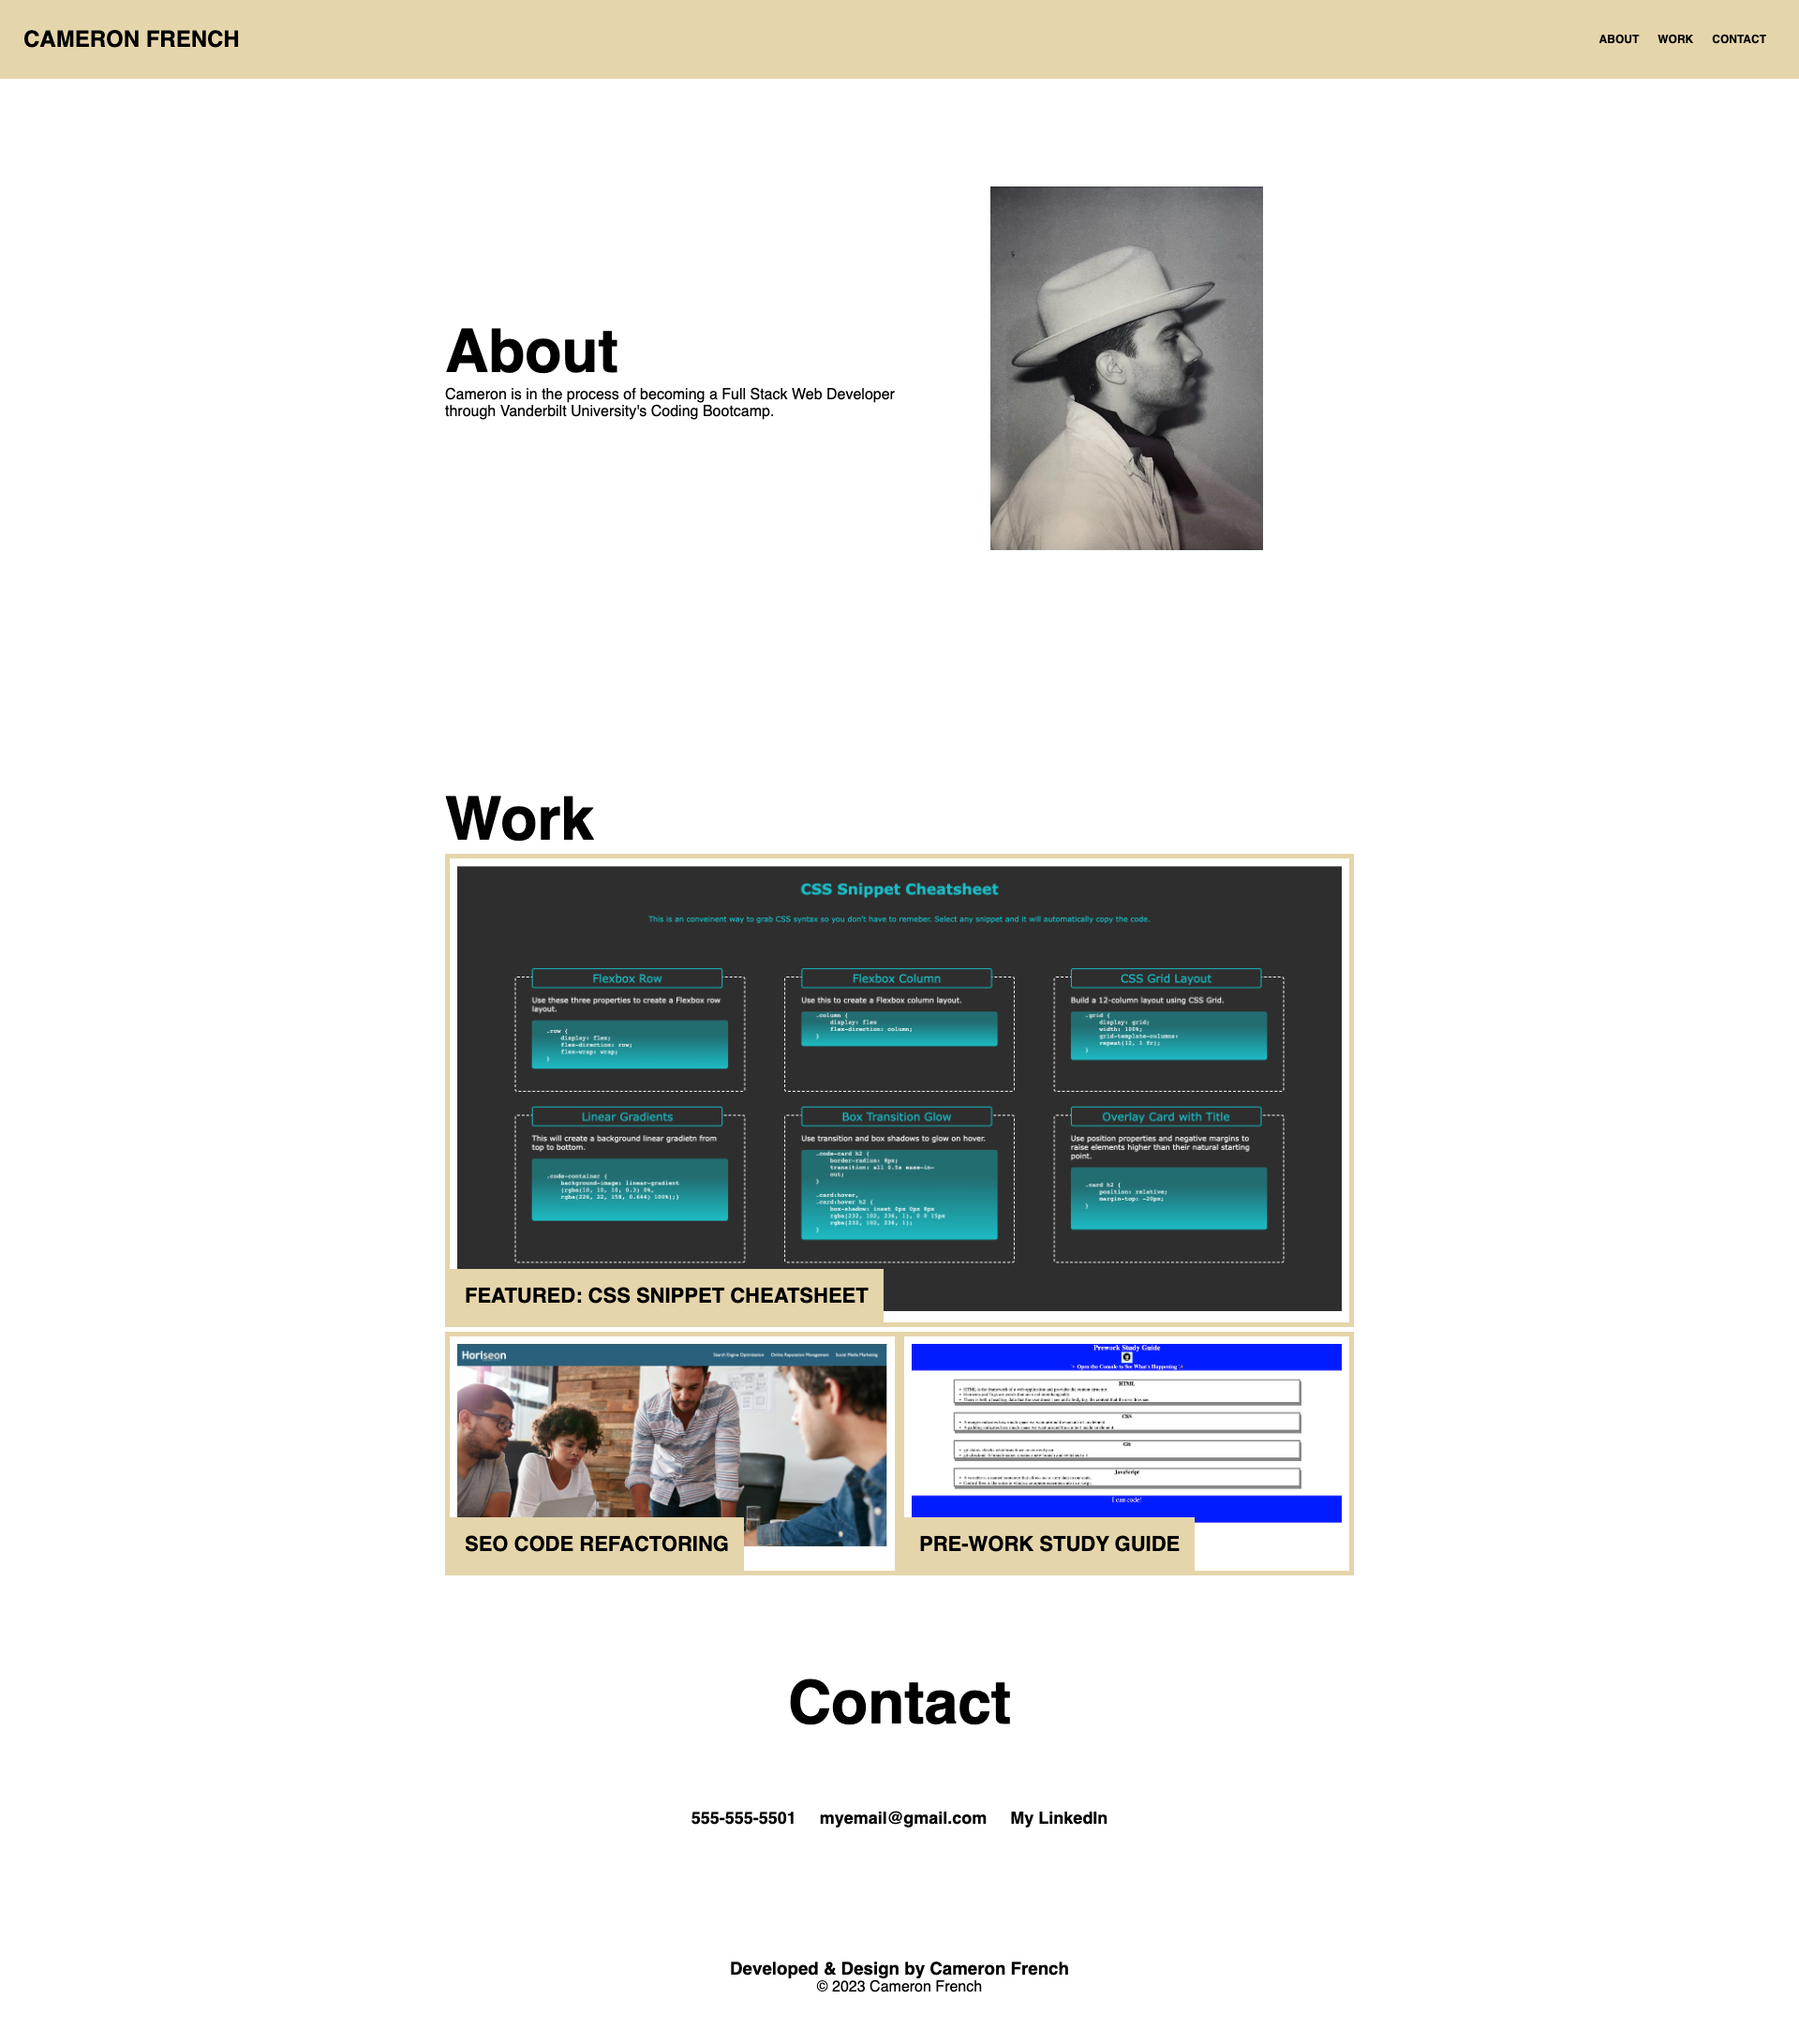 CAMERON FRENCH
ABOUT WORK CONTACT
About
Cameron is in the process of becoming a Full Stack Web Developer
through Vanderbilt University's Coding Bootcamp.
Work
CSS Snippet Cheatsheet
This is an conveinent way to grab CSS syntax so you don't have to remeber. Select any snippet and it will automatically copy the code.
Flexbox Row
Use these three properties to create a Flexbox row
layout.
.row {
display: flex;
flex-direction: row;
flex-wrap: wrap;
}
Flexbox Column
Use this to create a Flexbox column layout.
.column {
display: flex
flex-direction: column;
}
CSS Grid Layout
Build a 12-column layout using CSS Grid.
.grid {
display: grid;
width: 100%;
grid-template-columns:
repeat(12, 1 fr);
}
Linear Gradients
This will create a background linear gradietn from
top to bottom.
.code-container {
background-image: linear-gradient
(rgba(10, 10, 10, 0.3) 0%,
rgba(226, 22, 158, 0.644) 100%);}
Box Transition Glow
Use transition and box shadows to glow on hover.
.code-card h2 {
border-radius: 8px;
transition: all 0.5s ease-in-
out;
}
.card:hover,
.card:hover h2 {
box-shadow: inset 0px 0px 8px
rgba(232, 102, 236, 1), 0 0 15px
rgba(232, 102, 236, 1);
}
Overlay Card with Title
Use position properties and negative margins to
raise elements higher than their natural starting
point.
.card h2 {
position: relative;
margin-top: -20px;
}
FEATURED: CSS SNIPPET CHEATSHEET
Horiseon
Search Engine Optimization Online Reputation Management Social Media Marketing
SEO CODE REFACTORING
Prework Study Guide
Open the Console to See What's Happening
HTML
CSS
Git
JavaScript
I can code!
PRE-WORK STUDY GUIDE
Contact
555-555-5501 myemail@gmail.com My LinkedIn
Developed & Design by Cameron French
© 2023 Cameron French